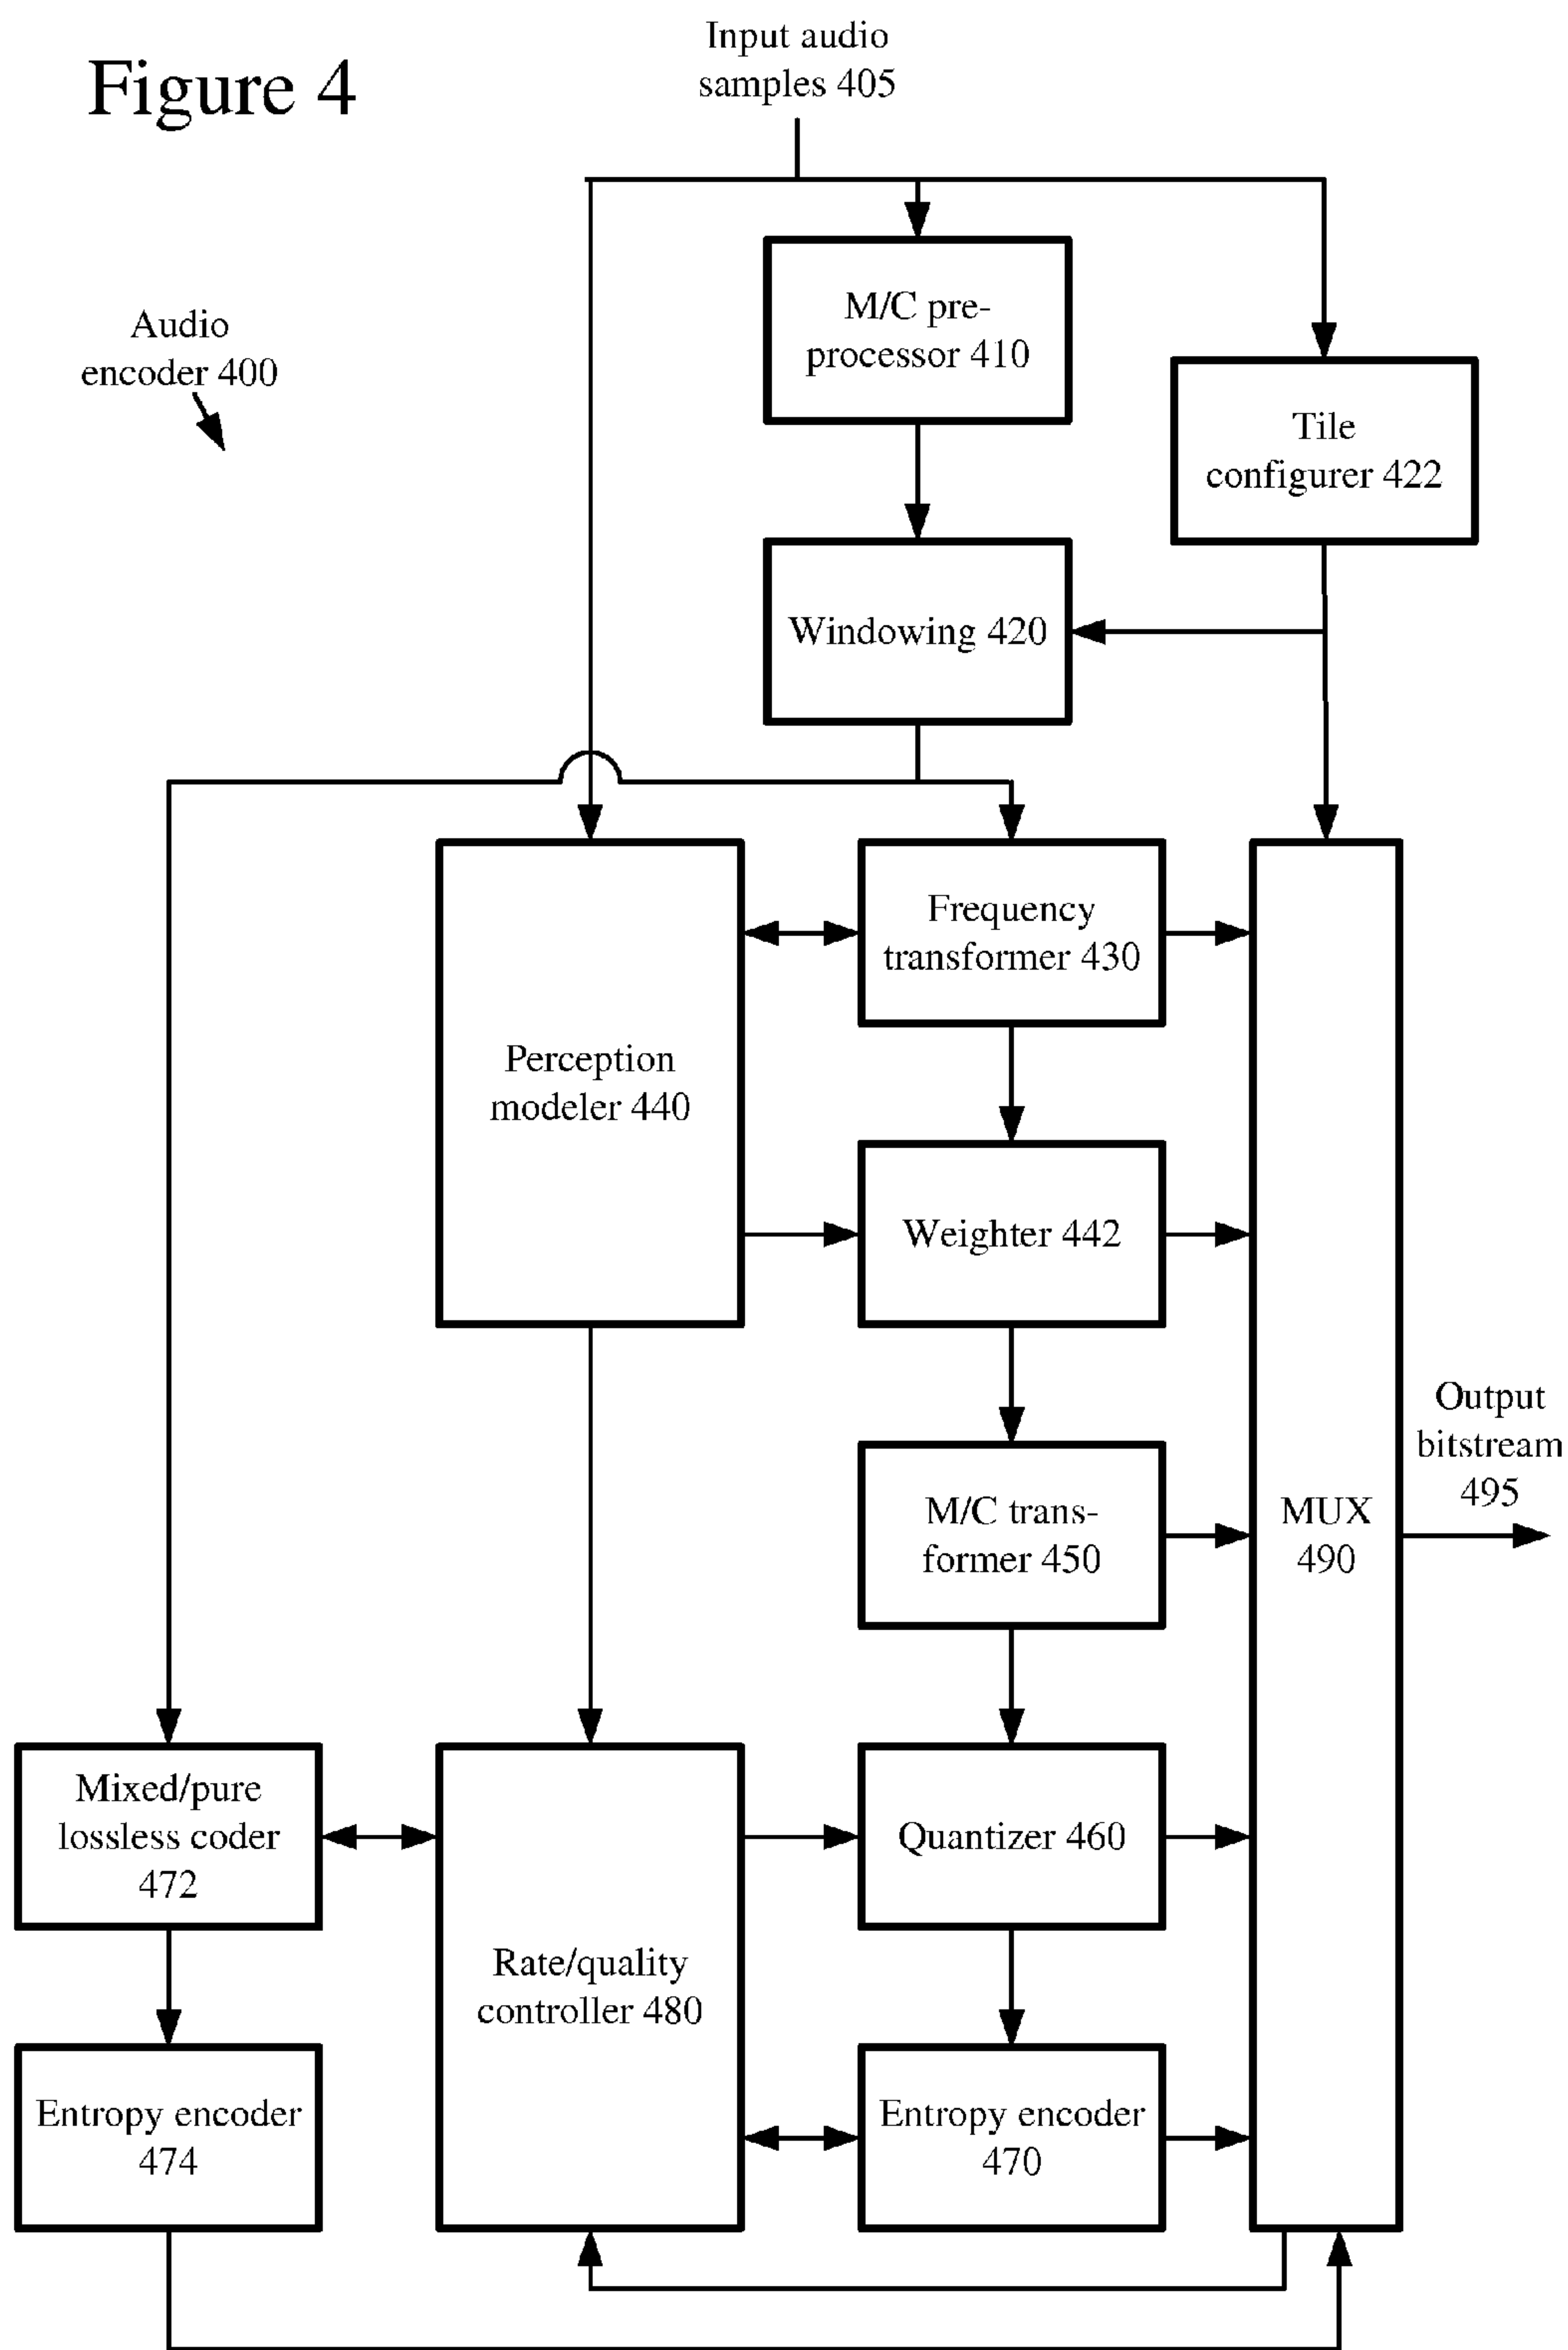 Figure 4
Input audio
samples 405
Audio
encoder 400
M/C pre-
processor 410
Tile
configurer 422
Windowing 420
Frequency
transformer 430
Perception
modeler 440
Weighter 442
Output
bitstream
495
M/C trans-
former 450
MUX
490
Mixed/pure
lossless coder
472
Quantizer 460
Rate/quality
controller 480
Entropy encoder
474
Entropy encoder
470